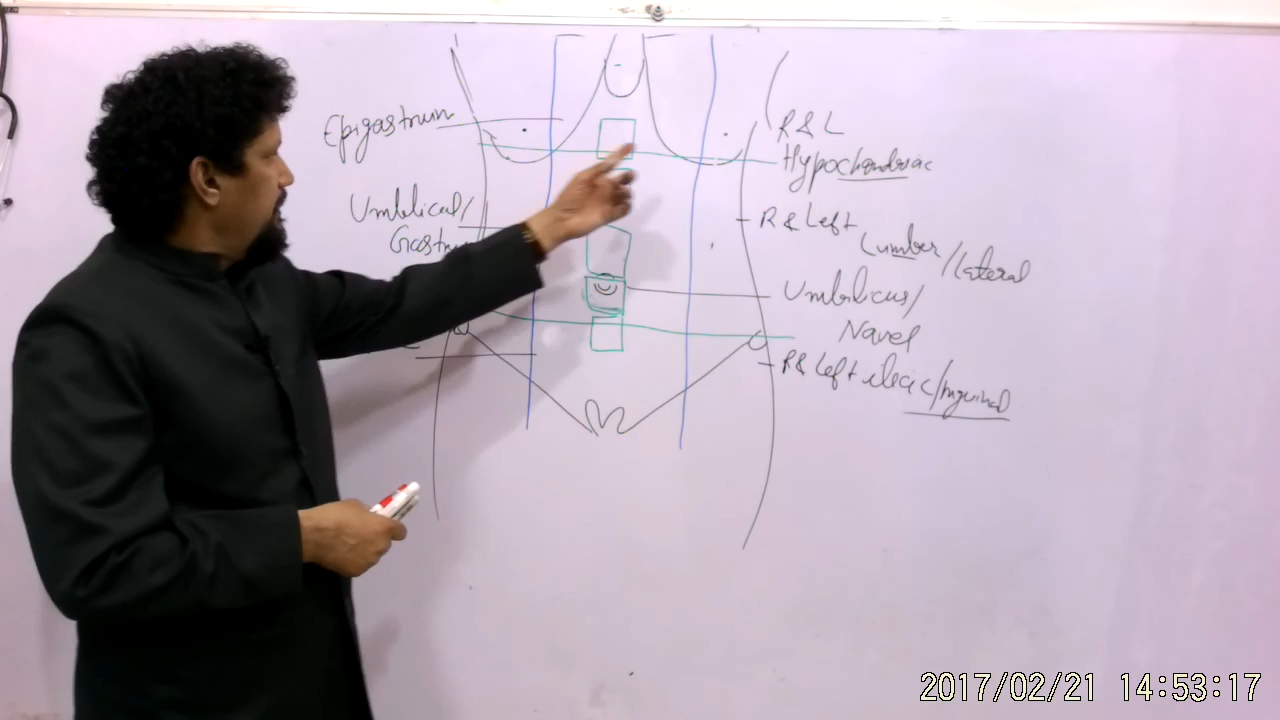 Epigastrum
R & L
Hypochondriac
Umbilical/
R & Left
Lumber/Lateral
Umbilicus/
Navel
R & Left iliac/Inguinal
2017/02/21 14:53:17